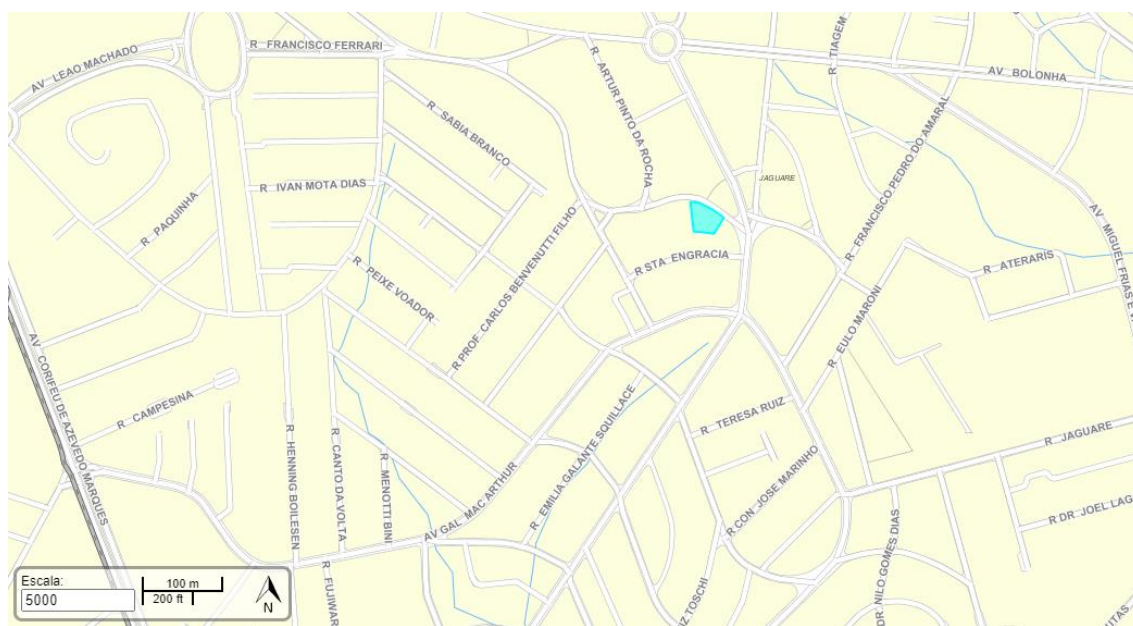 AV LEAO MACHADO
R FRANCISCO FERRARI
R ARTUR PINTO DA ROCHA
R TIAGEM
AV BOLONHA
R SABIA BRANCO
R FRANCISCO PEDRO DO AMARAL
JAGUARE
R IVAN MOTA DIAS
R PAQUINHA
R PROF CARLOS BENVENUTTI FILHO
AV MIGUEL FRIAS E V
R STA ENGRACIA
R ATERARIS
R PEIXE VOADOR
R EULO MARONI
AV CORIFEU DE AZEVEDO MARQUES
R CAMPESINA
R EMILIA GALANTE SQUILLACE
R TERESA RUIZ
R JAGUARE
R HENNING BOILESEN
R CANTO DA VOLTA
R MENOTTI BINI
AV GAL MAC ARTHUR
R CON JOSE MARINHO
R DR JOEL LAG
DR. NILO GOMES DIAS
R FUJIWAR
IZ TOSCHI
UTAS
Escala:
5000
100 m
200 ft
N